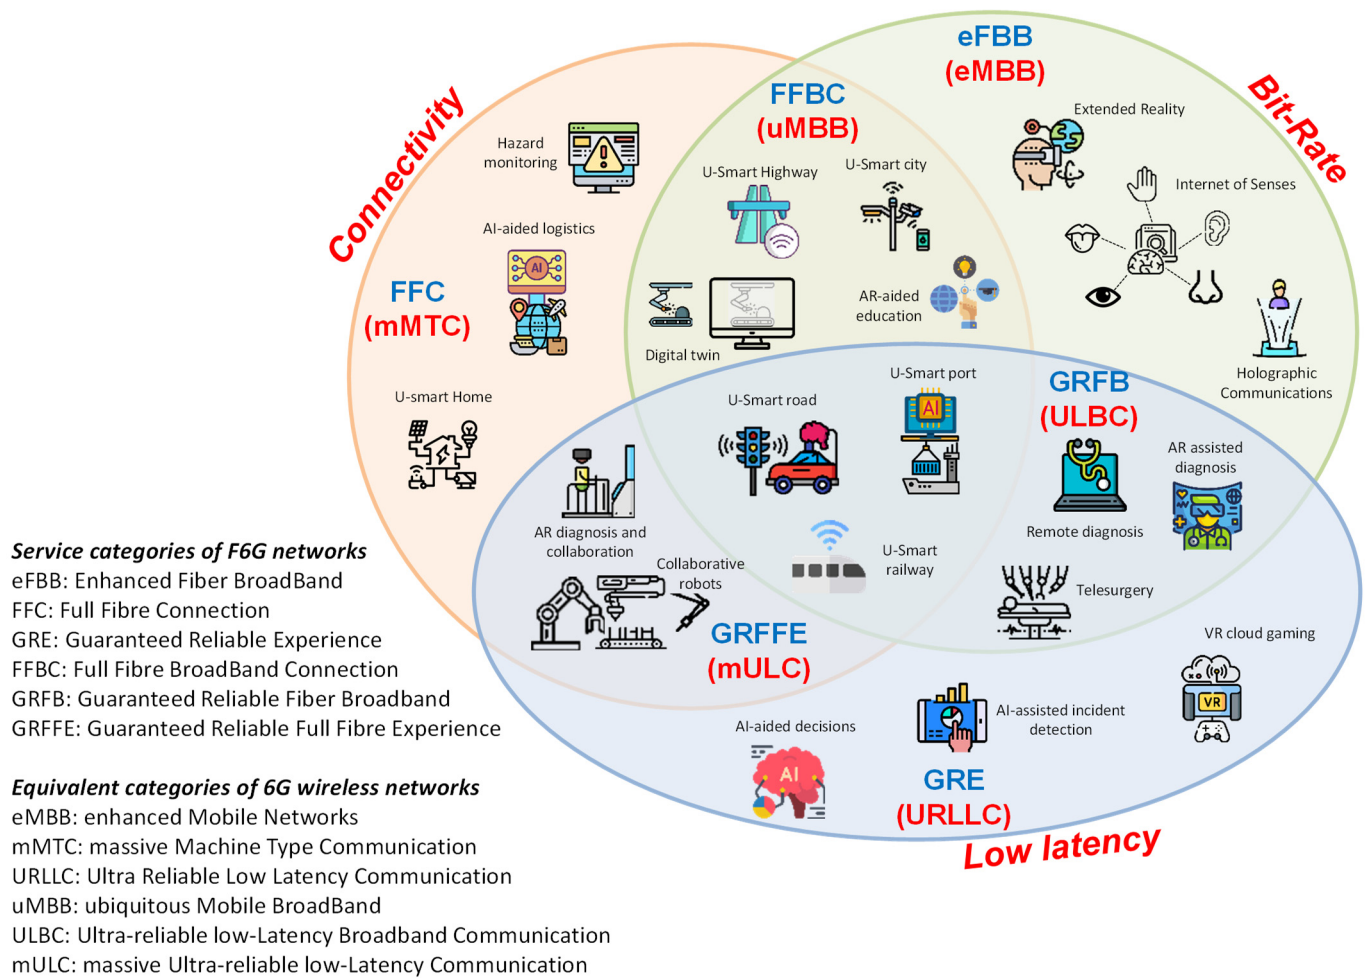 eFBB
(eMBB)
Bit-Rate
Connectivity
FFBC
(uMBB)
Extended Reality
Hazard
monitoring
U-Smart Highway
U-Smart city
Internet of Senses
AI-aided logistics
AI
FFC
(mMTC)
AR-aided
education
Digital twin
Holographic
Communications
U-smart Home
U-Smart road
U-Smart port
AI
GRFB
(ULBC)
AR assisted
diagnosis
AR diagnosis and
collaboration
Remote diagnosis
U-Smart
railway
Collaborative
robots
Telesurgery
GRFFE
(mULC)
VR cloud gaming
VR
AI-aided decisions
AI
AI-assisted incident
detection
GRE
(URLLC)
Low latency
Service categories of F6G networks
eFBB: Enhanced Fiber BroadBand
FFC: Full Fibre Connection
GRE: Guaranteed Reliable Experience
FFBC: Full Fibre BroadBand Connection
GRFB: Guaranteed Reliable Fiber Broadband
GRFFE: Guaranteed Reliable Full Fibre Experience
Equivalent categories of 6G wireless networks
eMBB: enhanced Mobile Networks
mMTC: massive Machine Type Communication
URLLC: Ultra Reliable Low Latency Communication
uMBB: ubiquitous Mobile BroadBand
ULBC: Ultra-reliable low-Latency Broadband Communication
mULC: massive Ultra-reliable low-Latency Communication